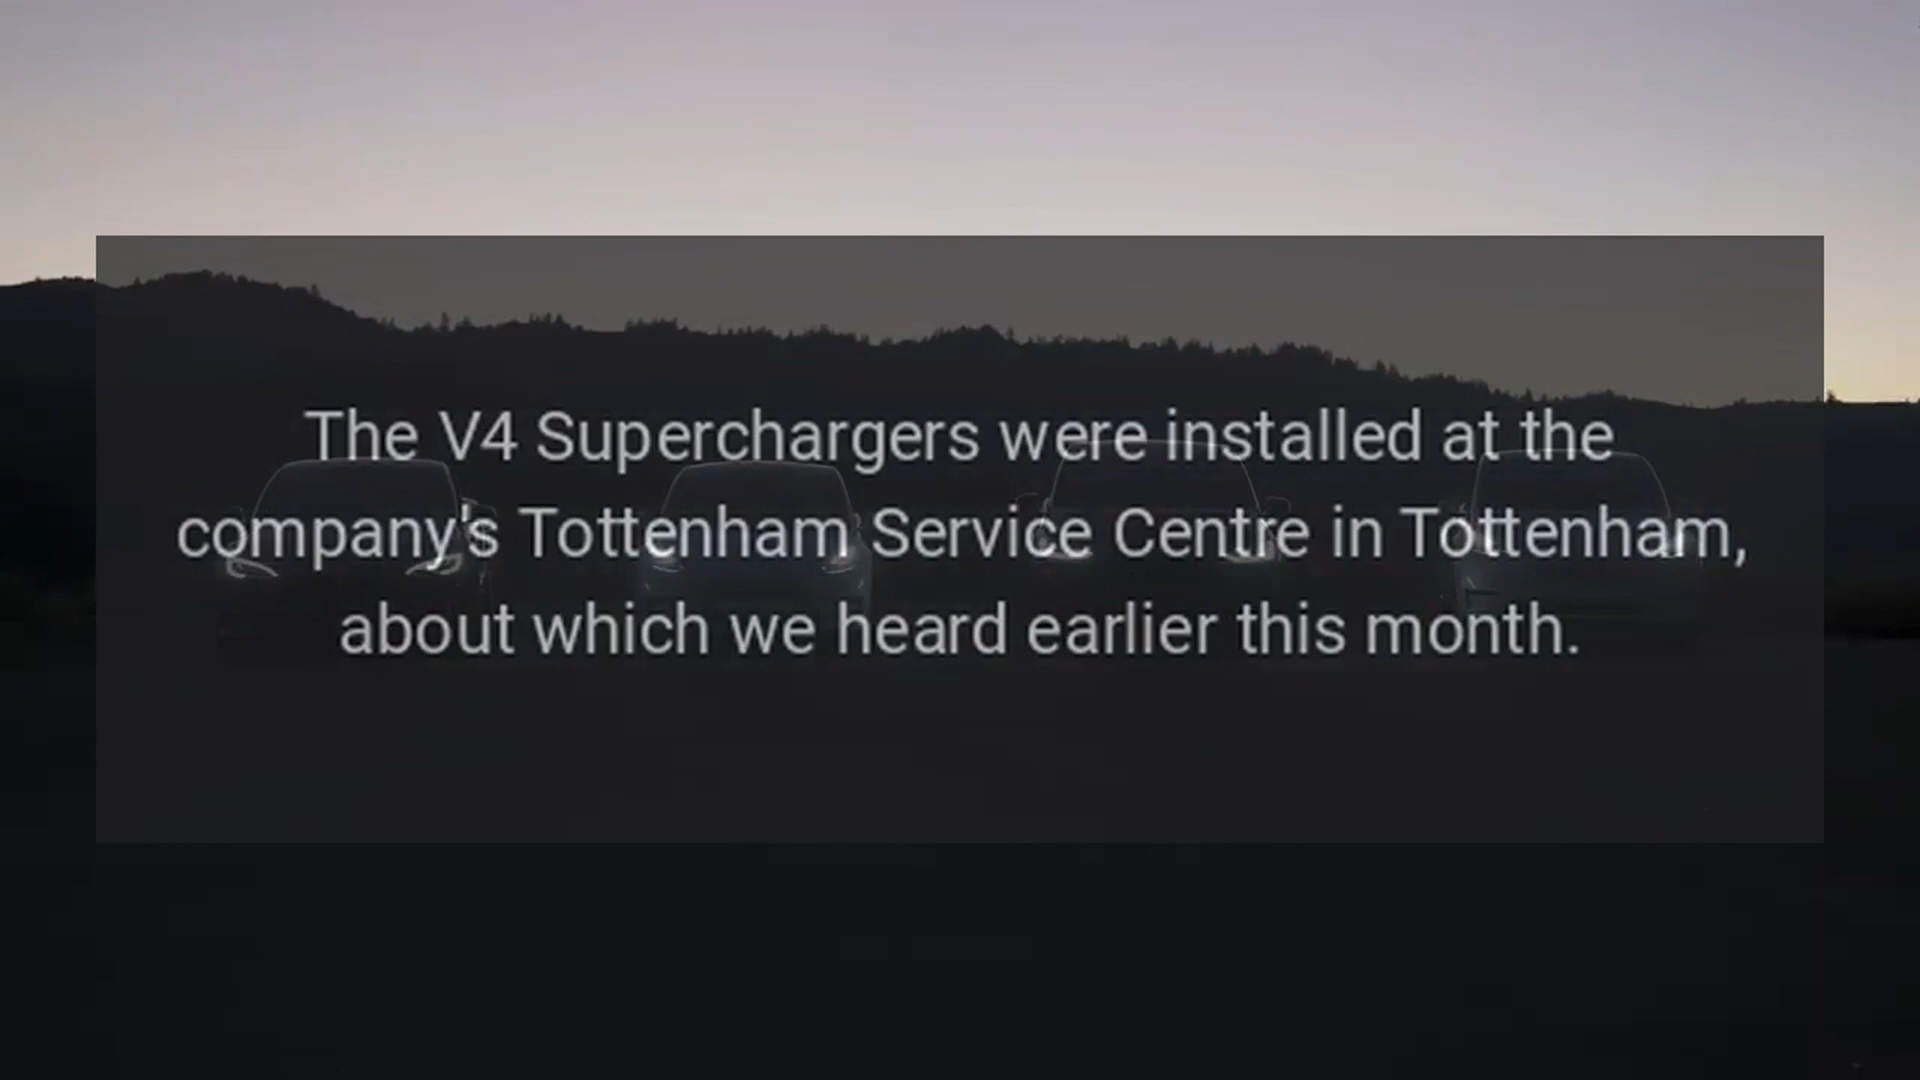 The V4 Superchargers were installed at the
company's Tottenham Service Centre in Tottenham,
about which we heard earlier this month.